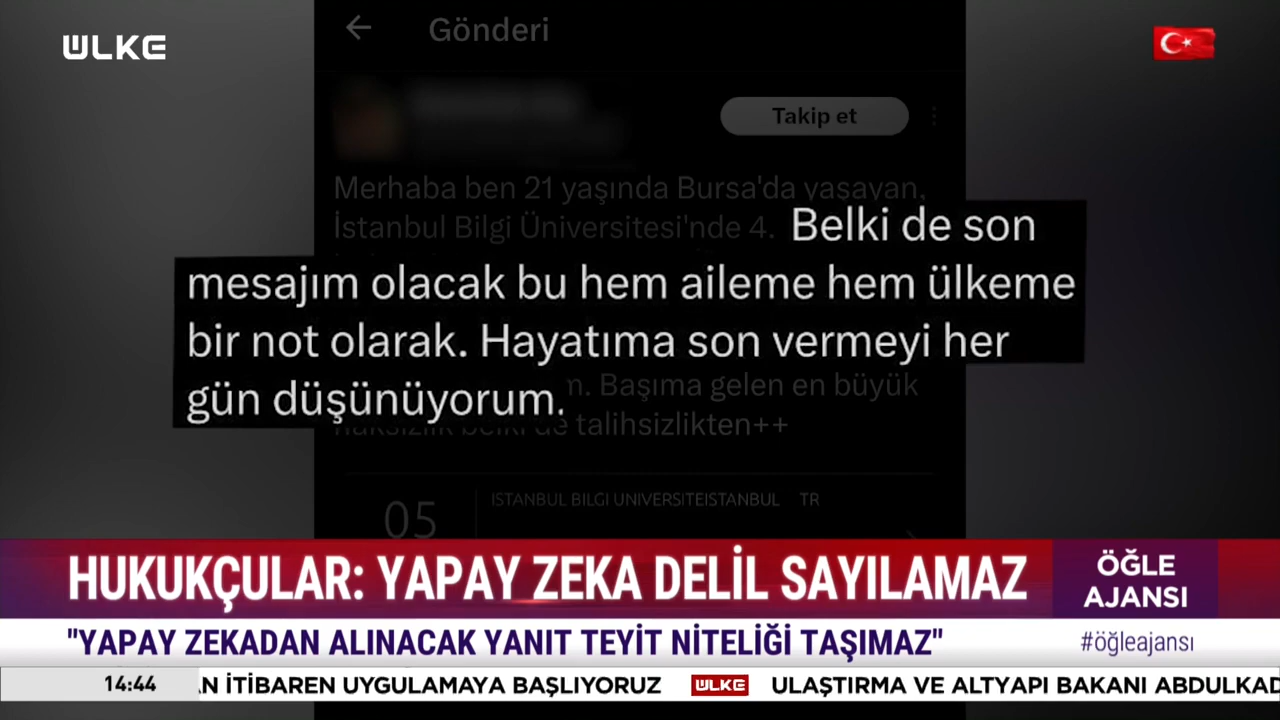 ÜLKE
Gönderi
Takip et
Merhaba ben 21 yaşında Bursa'da yaşayan,
İstanbul Bilgi Üniversitesi'nde 4.
Belki de son
mesajım olacak bu hem aileme hem ülkeme
bir not olarak. Hayatıma son vermeyi her
gün düşünüyorum.
Başıma gelen en büyük
talihsizlikten++
05
ISTANBUL BILGI UNIVERSITEISTANBUL TR
HUKUKÇULAR: YAPAY ZEKA DELİL SAYILAMAZ
"YAPAY ZEKADAN ALINACAK YANIT TEYİT NİTELİĞİ TAŞIMAZ"
ÖĞLE
AJANSI
#öğleajansı
14:44
İTİBAREN UYGULAMAYA BAŞLIYORUZ ÜLKE ULAŞTIRMA VE ALTYAPI BAKANI ABDULKAD